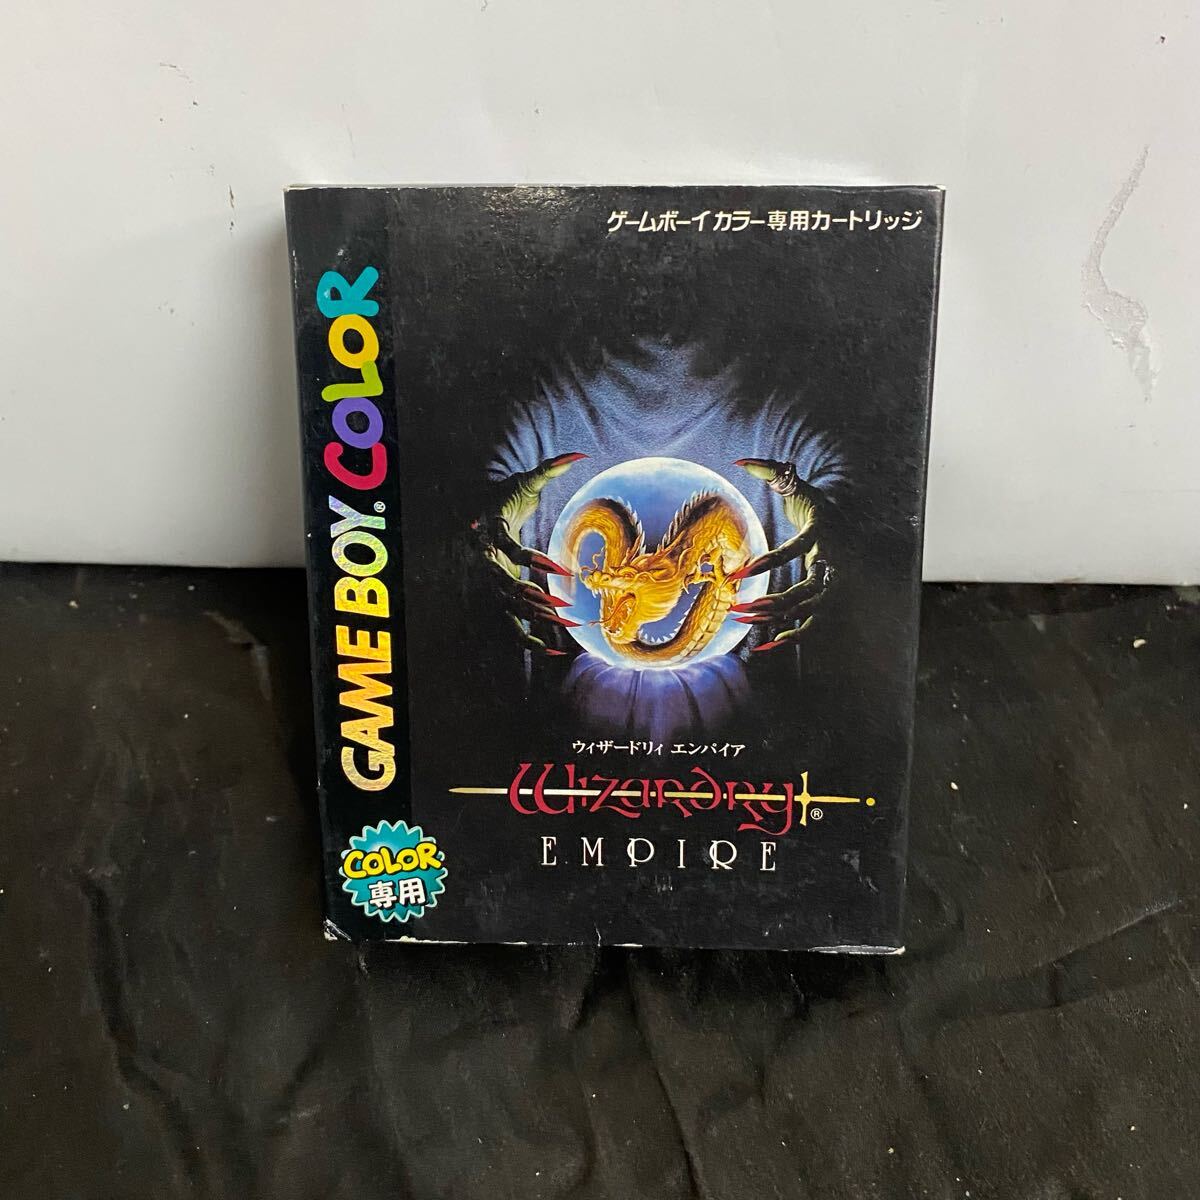 ゲームボーイカラー専用カートリッジ
GAME BOY® COLOR
ウィザードリィ エンパイア
Wizardry®
EMPIRE
COLOR
専用